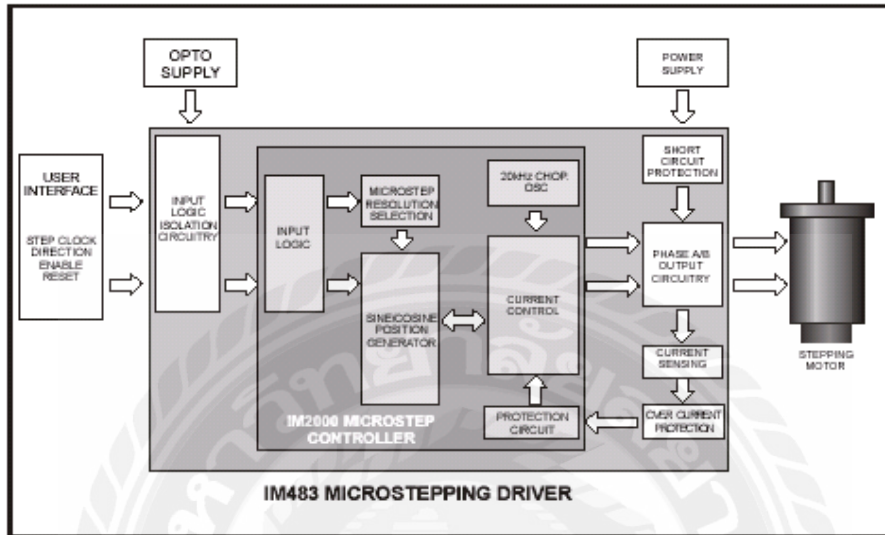 OPTO
SUPPLY
POWER
SUPPLY
USER
INTERFACE
STEP CLOCK
DIRECTION
ENABLE
RESET
INPUT
LOGIC
ISOLATION
CIRCUITRY
INPUT
LOGIC
MICROSTEP
RESOLUTION
SELECTION
SINE/COSINE
POSITION
GENERATOR
20kHz CHOP.
OSC
CURRENT
CONTROL
PROTECTION
CIRCUIT
SHORT
CIRCUIT
PROTECTION
PHASE A/B
OUTPUT
CIRCUITRY
CURRENT
SENSING
OVER CURRENT
PROTECTION
STEPPING
MOTOR
IM2000 MICROSTEP
CONTROLLER
IM483 MICROSTEPPING DRIVER